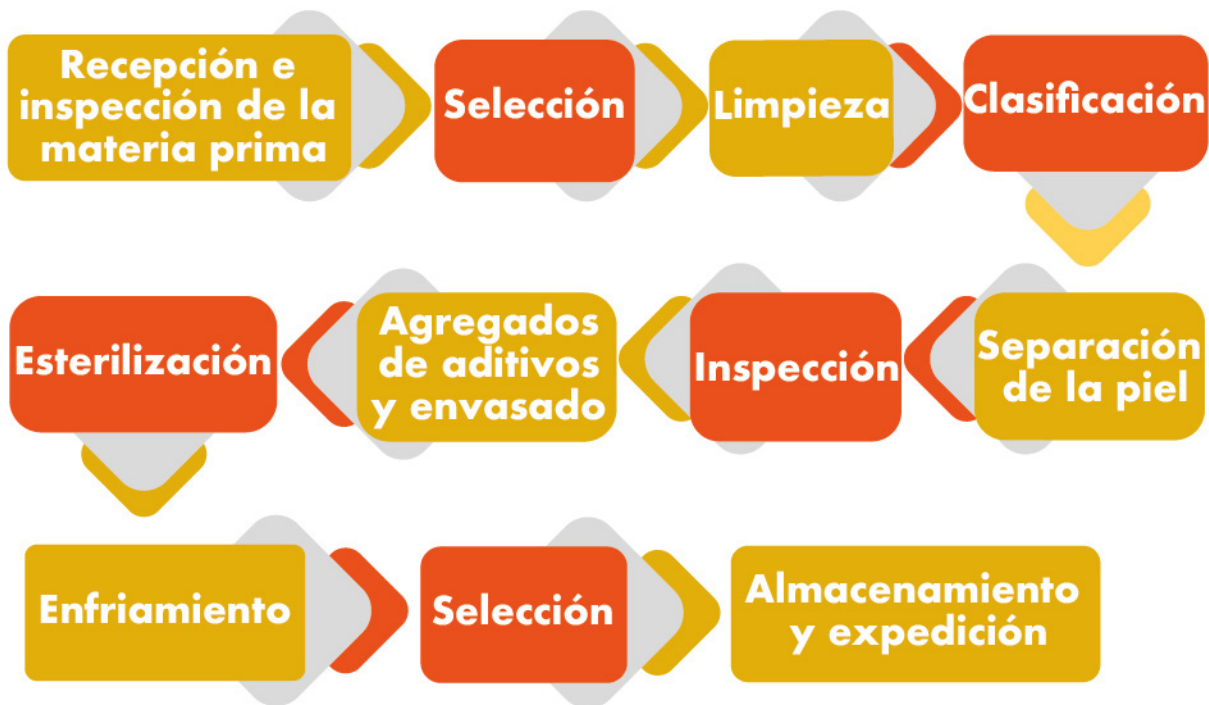 Recepción e
inspección de la
materia prima
Selección
Limpieza
Clasificación
Separación
de la piel
Inspección
Agregados
de aditivos
y envasado
Esterilización
Enfriamiento
Selección
Almacenamiento
y expedición